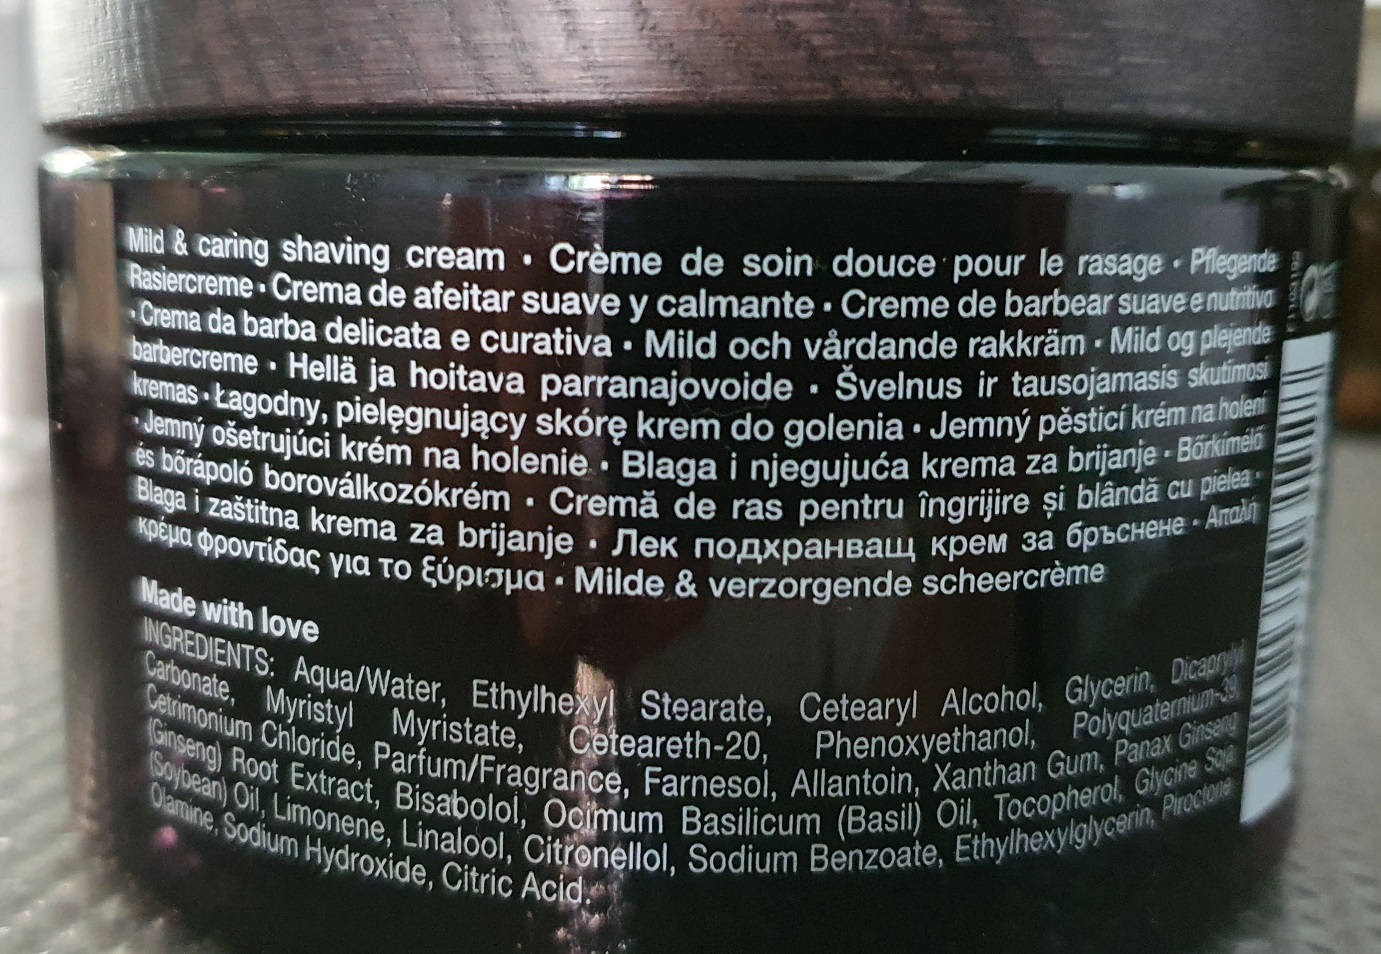 Mild & caring shaving cream • Crème de soin douce pour le rasage • Pflegende
Rasiercreme • Crema de afeitar suave y calmante • Creme de barbear suave e nutritiva
• Crema da barba delicata e curativa • Mild och vårdande rakkräm • Mild og plejende
barbercreme • Hellä ja hoitava parranajovoide • Švelnus ir tausojamasis skutimosi
kremas • Łagodny, pielęgnujący skórę krem do golenia • Jemný pěsticí krém na holení
• Jemný ošetrujúci krém na holenie • Blaga i njegujuća krema za brijanje • Bőrkímélő
és bőrápoló boroválkozókrém • Cremă de ras pentru îngrijire și blândă cu pielea •
Blaga i zaštitna krema za brijanje • Лек подхранващ крем за бръснене • Απαλή
κρέμα φροντίδας για το ξύρισμα • Milde & verzorgende scheercrème
Made with love
INGREDIENTS: Aqua/Water, Ethylhexyl Stearate, Cetearyl Alcohol, Glycerin, Dicaprylyl
Carbonate, Myristyl Myristate, Ceteareth-20, Phenoxyethanol, Polyquaternium-39,
Cetrimonium Chloride, Parfum/Fragrance, Farnesol, Allantoin, Xanthan Gum, Panax Ginseng
(Ginseng) Root Extract, Bisabolol, Ocimum Basilicum (Basil) Oil, Tocopherol, Glycine Soja
(Soybean) Oil, Limonene, Linalool, Citronellol, Sodium Benzoate, Ethylhexylglycerin, Piroctone
Olamine, Sodium Hydroxide, Citric Acid.